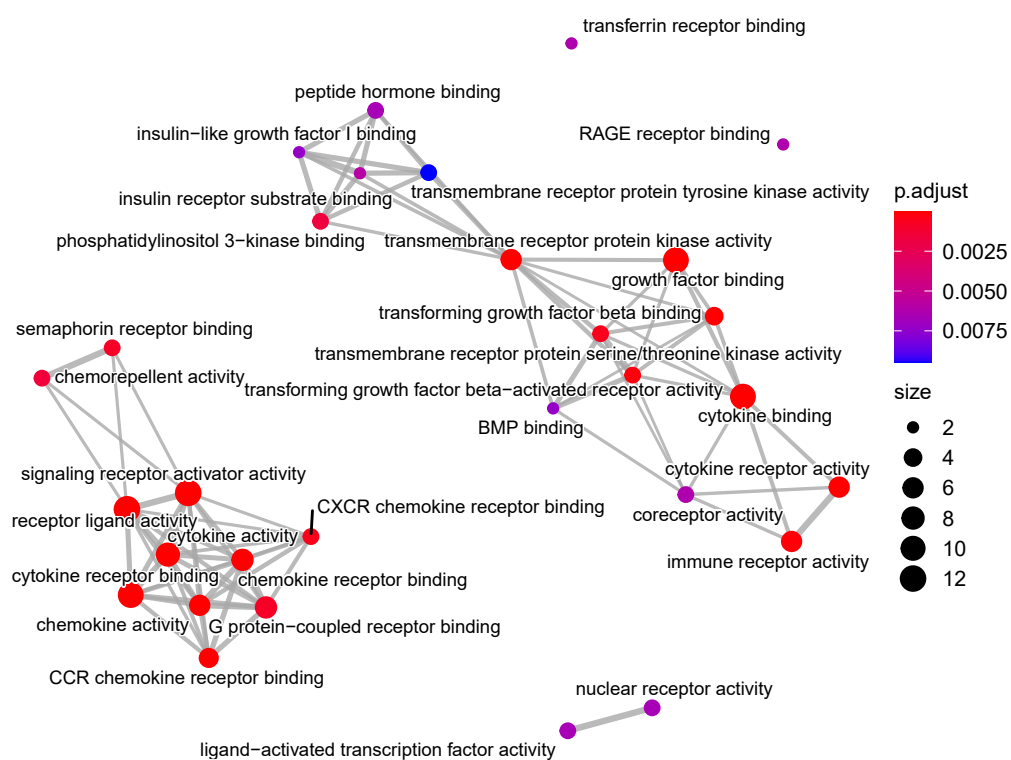 transferrin receptor binding
peptide hormone binding
insulin−like growth factor I binding
RAGE receptor binding
insulin receptor substrate binding
transmembrane receptor protein tyrosine kinase activity
phosphatidylinositol 3−kinase binding
transmembrane receptor protein kinase activity
growth factor binding
transforming growth factor beta binding
semaphorin receptor binding
transmembrane receptor protein serine/threonine kinase activity
chemorepellent activity
transforming growth factor beta−activated receptor activity
cytokine binding
BMP binding
signaling receptor activator activity
cytokine receptor activity
CXCR chemokine receptor binding
receptor ligand activity
coreceptor activity
cytokine activity
immune receptor activity
cytokine receptor binding
chemokine receptor binding
chemokine activity
G protein−coupled receptor binding
CCR chemokine receptor binding
nuclear receptor activity
ligand−activated transcription factor activity
p.adjust
0.0025
0.0050
0.0075
size
2
4
6
8
10
12